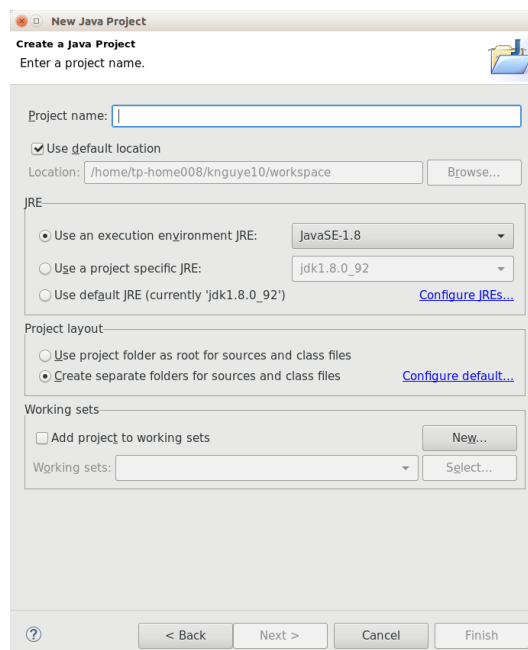 New Java Project
Create a Java Project
Enter a project name.
Project name:
Use default location
Location: /home/tp-home008/knguye10/workspace Browse...
JRE
Use an execution environment JRE: JavaSE-1.8
Use a project specific JRE: jdk1.8.0_92
Use default JRE (currently 'jdk1.8.0_92') Configure JREs...
Project layout
Use project folder as root for sources and class files
Create separate folders for sources and class files Configure default...
Working sets
Add project to working sets New...
Working sets: Select...
? < Back Next > Cancel Finish